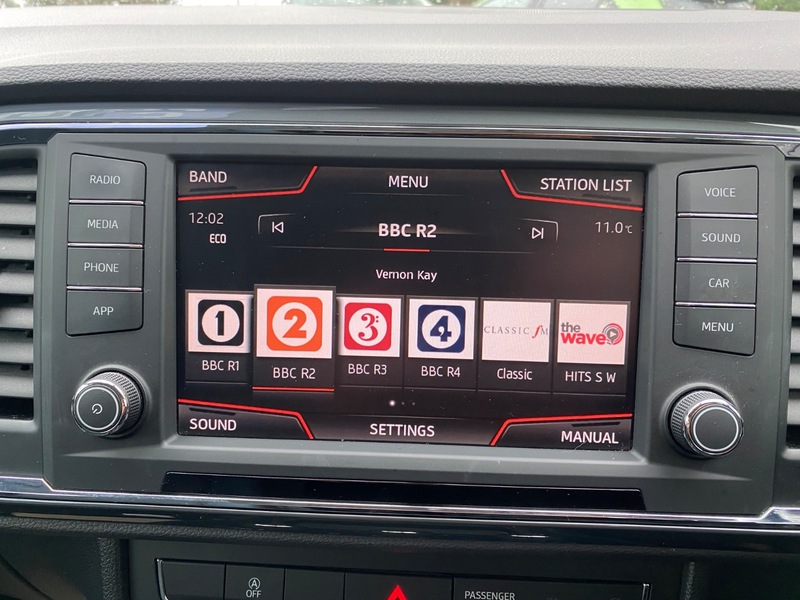 RADIO
MEDIA
PHONE
APP
BAND
MENU
STATION LIST
12:02
ECO
BBC R2
11.0°C
Vernon Kay
1
2
3
4
CLASSIC fM
the
wave
BBC R1
BBC R2
BBC R3
BBC R4
Classic
HITS S W
SOUND
SETTINGS
MANUAL
VOICE
SOUND
CAR
MENU
A
OFF
PASSENGER